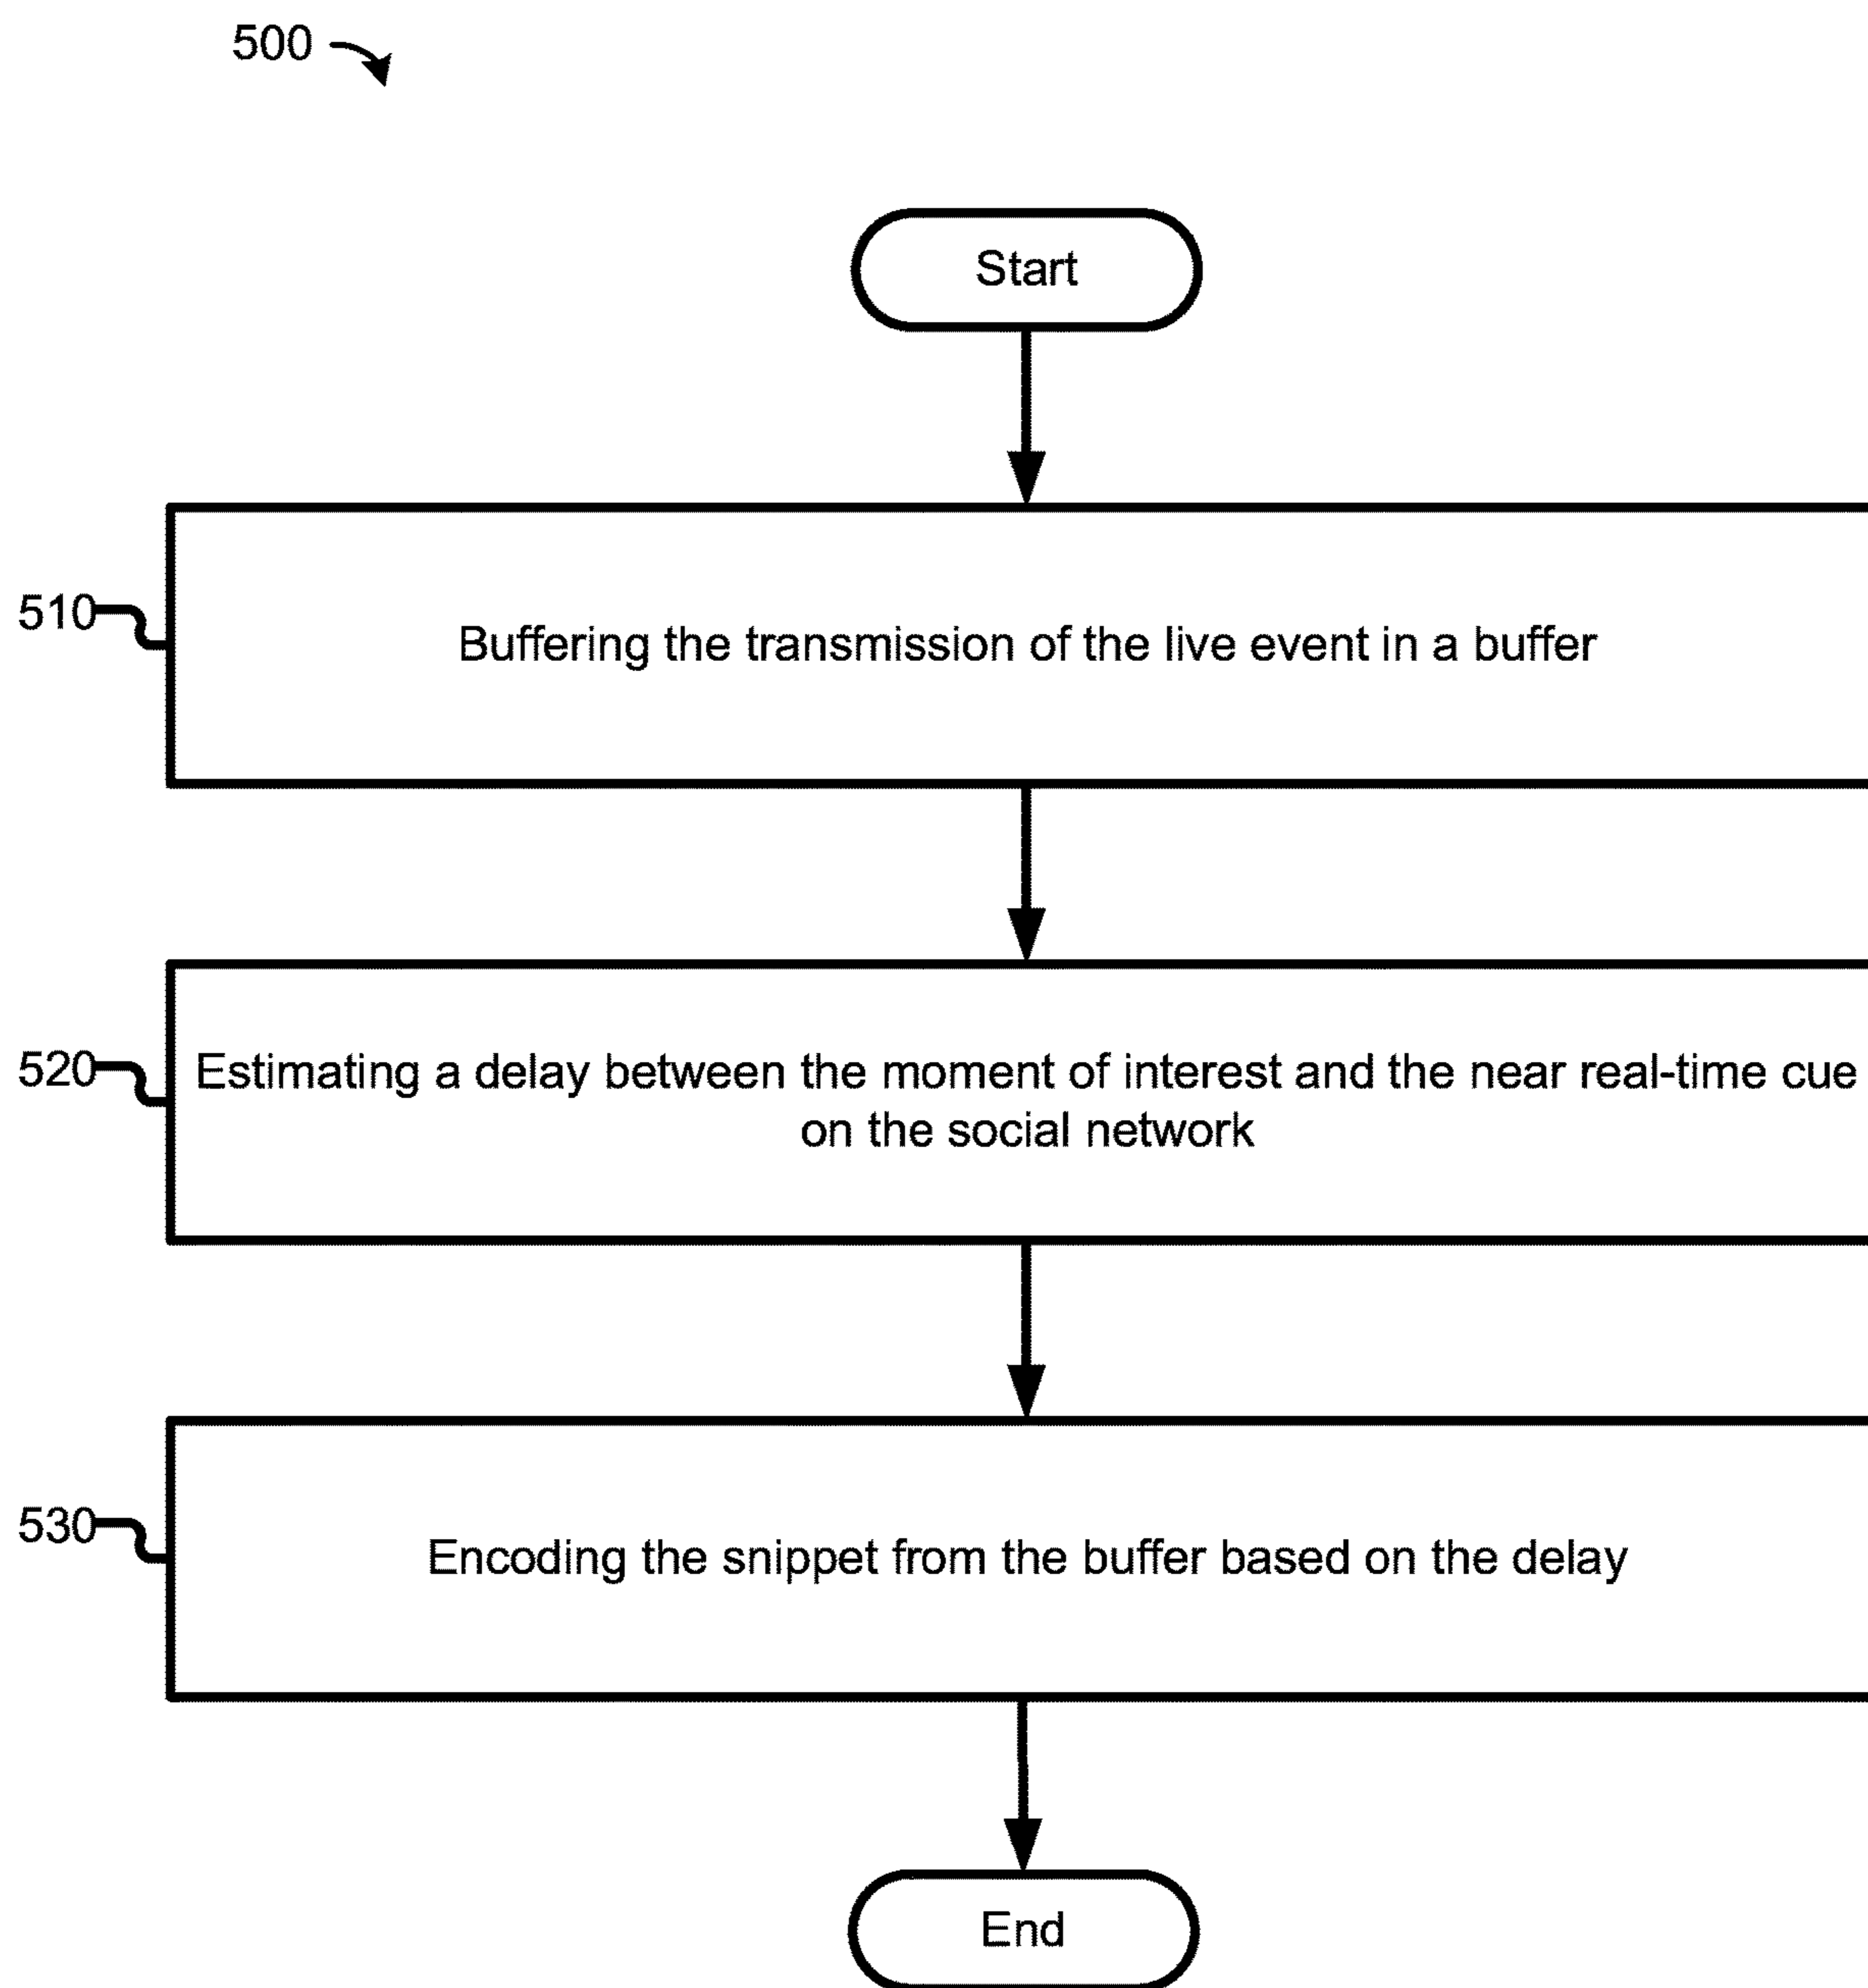 500
Start
510
Buffering the transmission of the live event in a buffer
520
Estimating a delay between the moment of interest and the near real-time cue
on the social network
530
Encoding the snippet from the buffer based on the delay
End